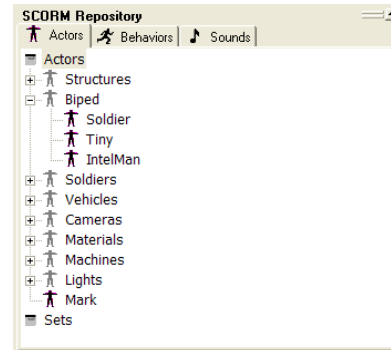 SCORM Repository
Actors Behaviors Sounds
Actors
Structures
Biped
Soldier
Tiny
IntelMan
Soldiers
Vehicles
Cameras
Materials
Machines
Lights
Mark
Sets